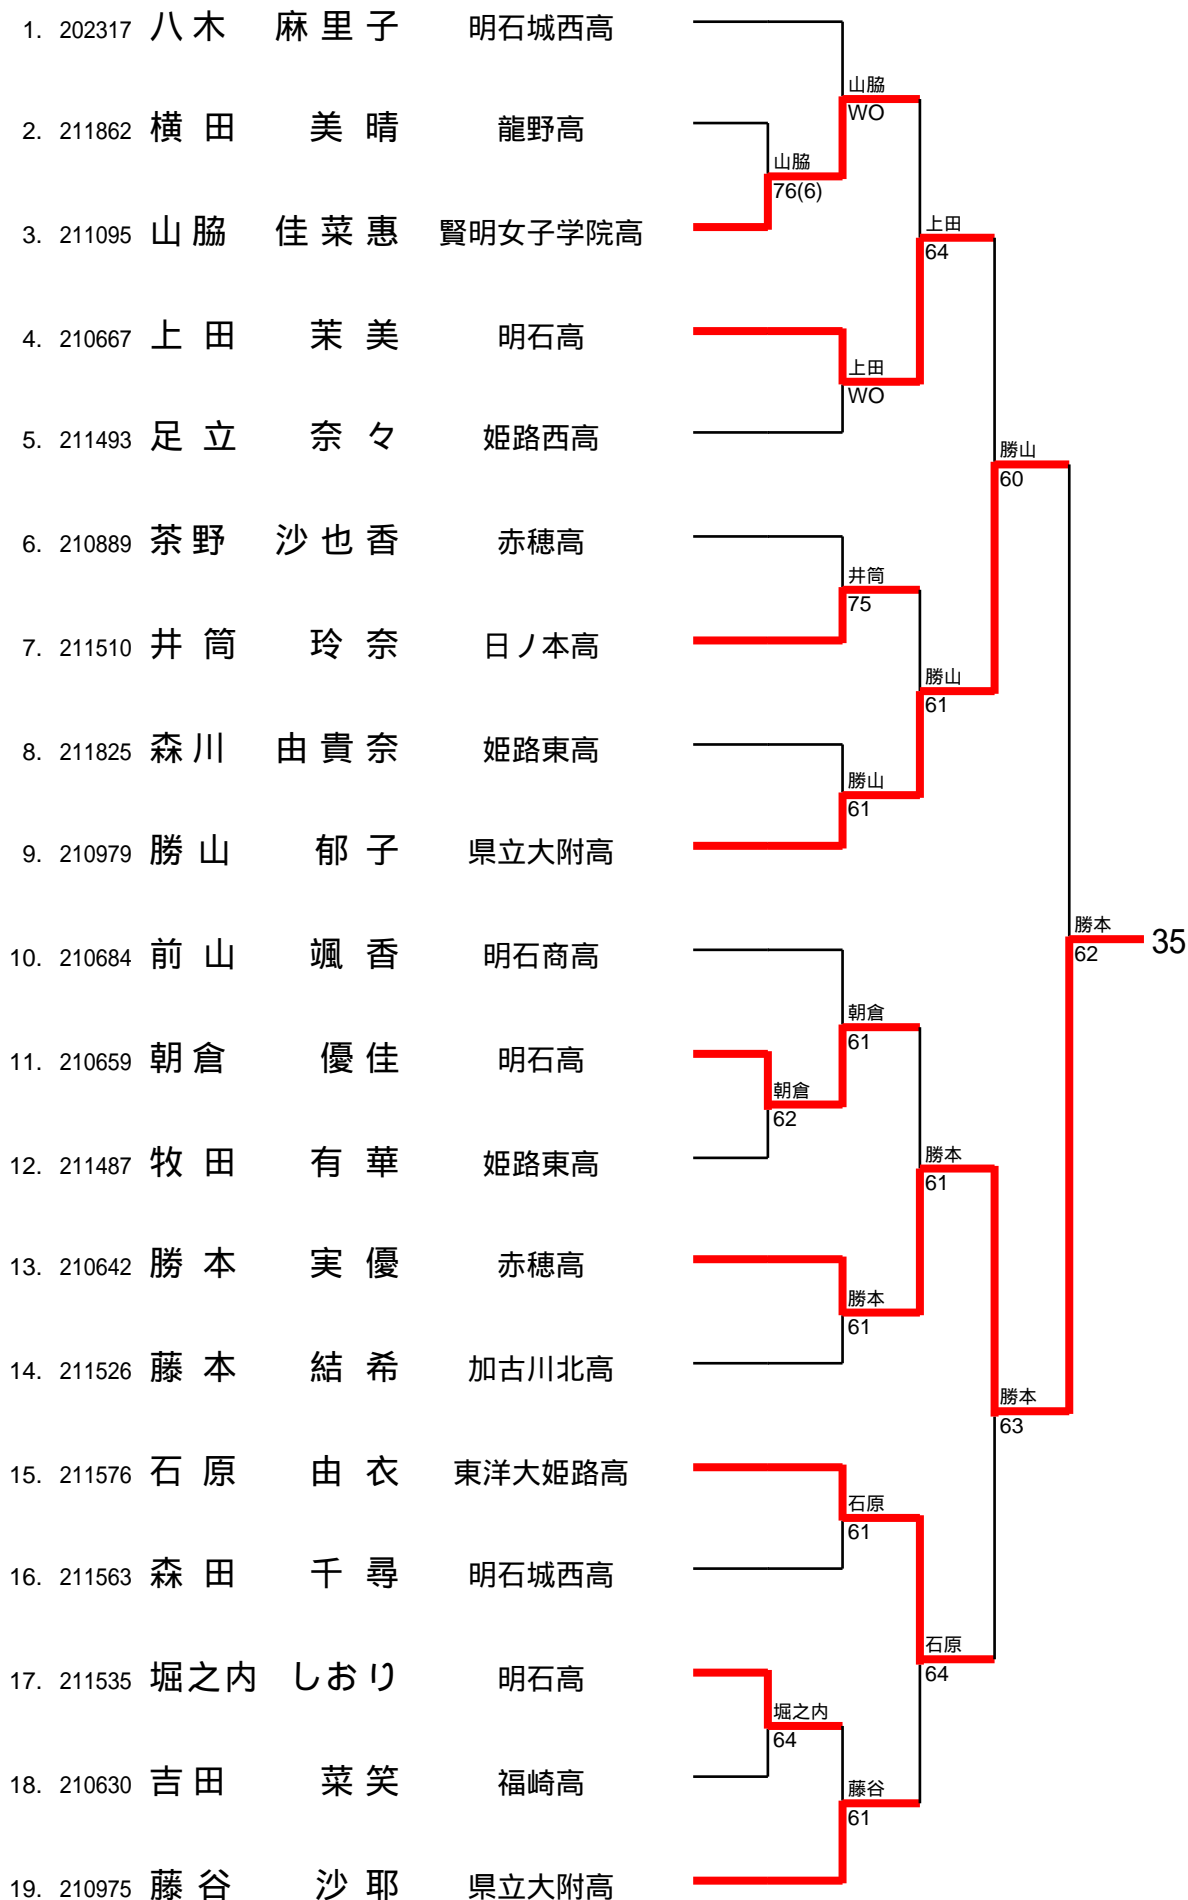 1. 202317 八木 麻里子 明石城西高
山脇
WO
2. 211862 横田 美晴 龍野高
山脇
76(6)
3. 211095 山脇 佳菜惠 賢明女子学院高
上田
64
4. 210667 上田 茉美 明石高
上田
WO
5. 211493 足立 奈々 姫路西高
勝山
60
6. 210889 茶野 沙也香 赤穂高
井筒
75
7. 211510 井筒 玲奈 日ノ本高
勝山
61
8. 211825 森川 由貴奈 姫路東高
勝山
61
9. 210979 勝山 郁子 県立大附高
勝本
62
35
10. 210684 前山 颯香 明石商高
朝倉
61
11. 210659 朝倉 優佳 明石高
朝倉
62
12. 211487 牧田 有華 姫路東高
勝本
61
13. 210642 勝本 実優 赤穂高
勝本
61
14. 211526 藤本 結希 加古川北高
勝本
63
15. 211576 石原 由衣 東洋大姫路高
石原
61
16. 211563 森田 千尋 明石城西高
石原
64
17. 211535 堀之内 しおり 明石高
堀之内
64
18. 210630 吉田 菜笑 福崎高
藤谷
61
19. 210975 藤谷 沙耶 県立大附高